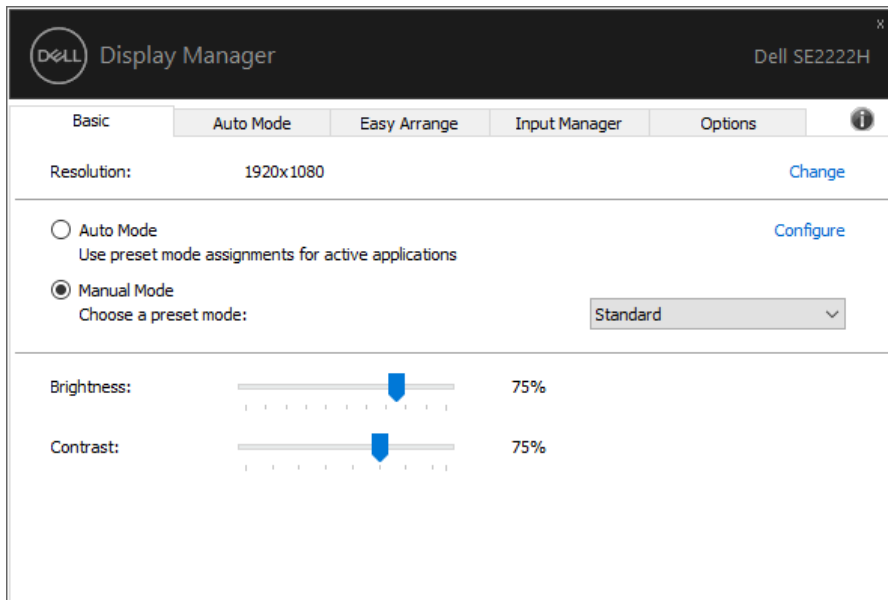 x
DELL Display Manager Dell SE2222H
Basic Auto Mode Easy Arrange Input Manager Options i
Resolution: 1920x1080 Change
Auto Mode Configure
Use preset mode assignments for active applications
Manual Mode
Choose a preset mode: Standard
Brightness: 75%
Contrast: 75%